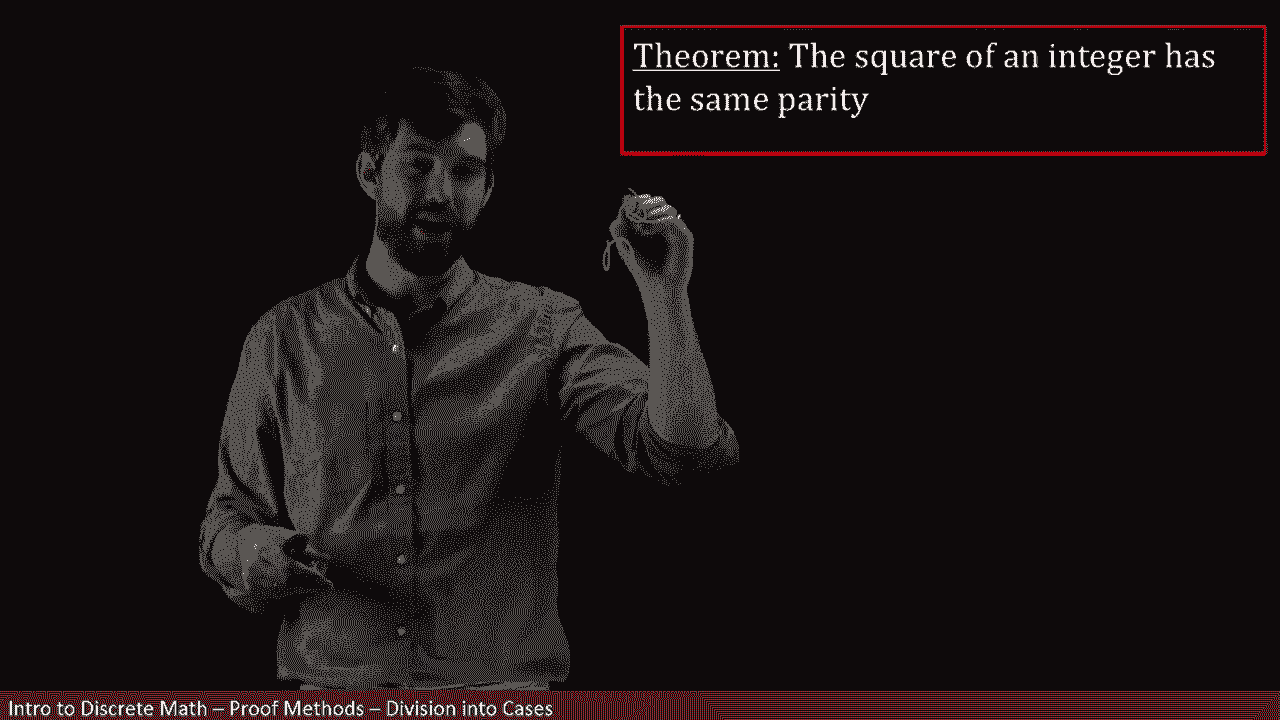 Theorem: The square of an integer has
the same parity
Intro to Discrete Math – Proof Methods – Division into Cases